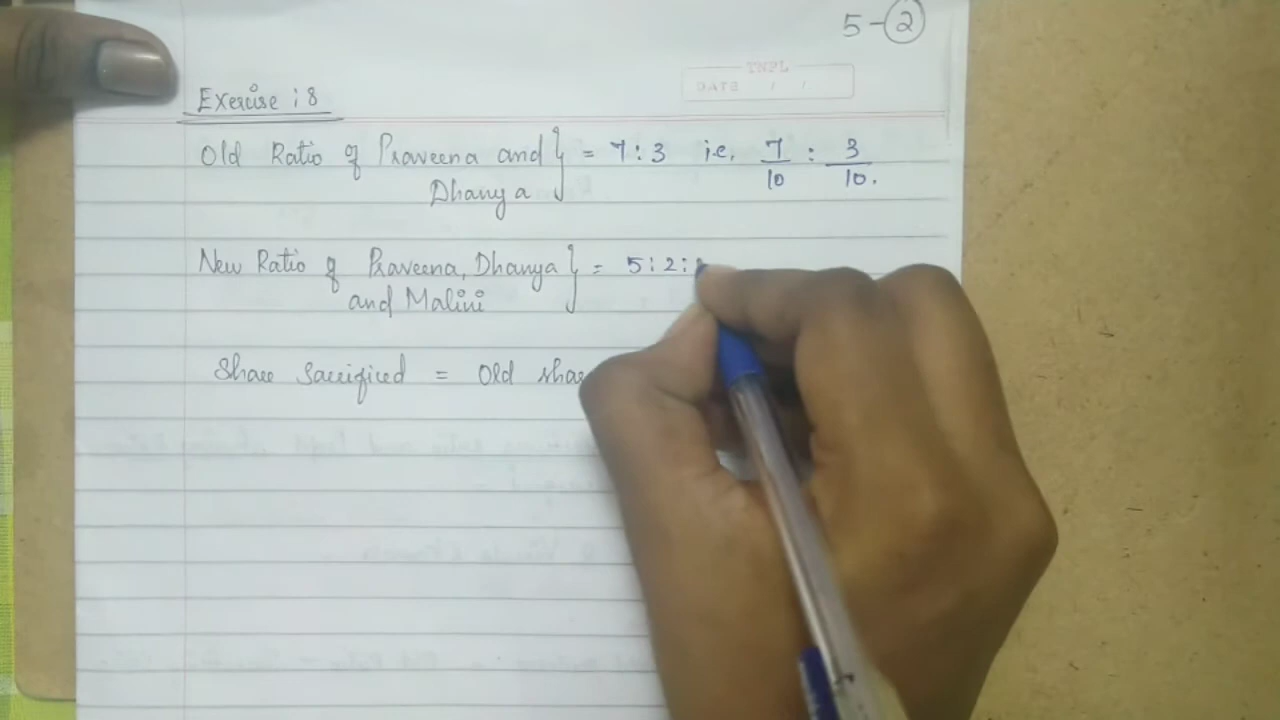 5-2
TNPL
DATE / /
Exercise : 8
Old Ratio of Praveena and } = 7 : 3 i.e. 7/10 : 3/10.
Dhanya
New Ratio of Praveena, Dhanya } = 5 : 2 :
and Malini
Share Sacrificed = Old